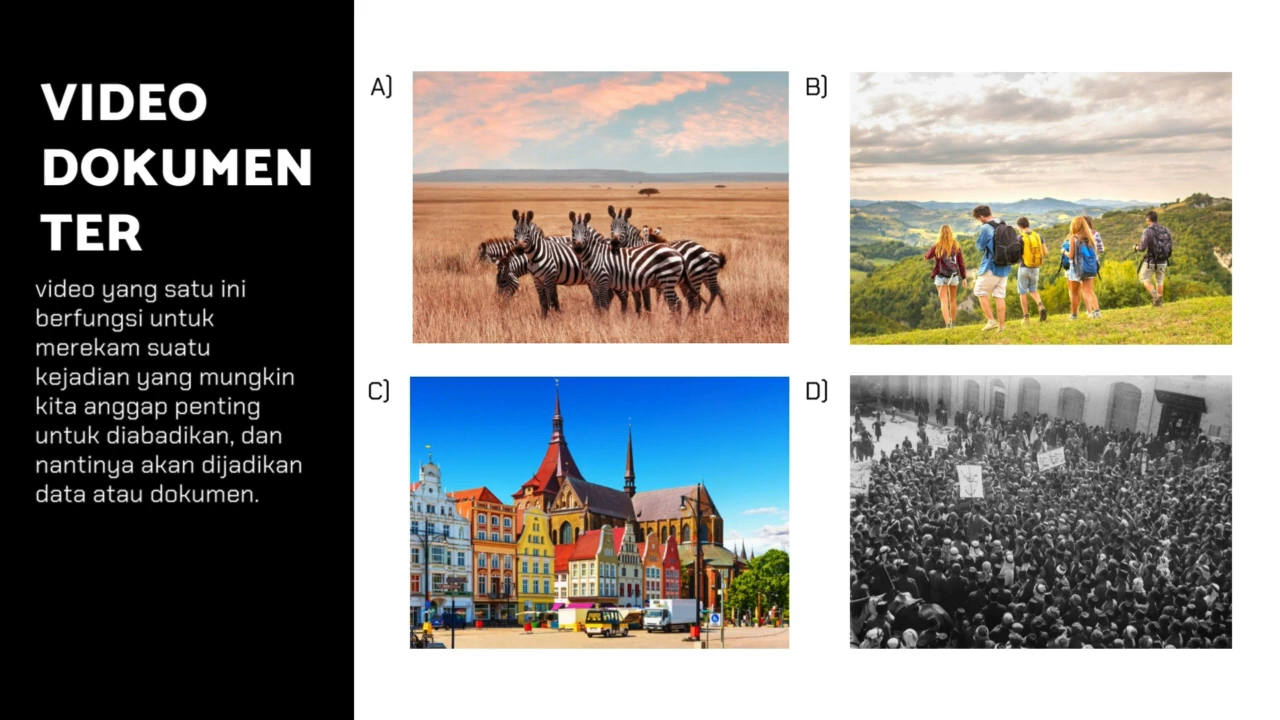 VIDEO
DOKUMEN
TER
video yang satu ini
berfungsi untuk
merekam suatu
kejadian yang mungkin
kita anggap penting
untuk diabadikan, dan
nantinya akan dijadikan
data atau dokumen.
A)
B)
C)
D)